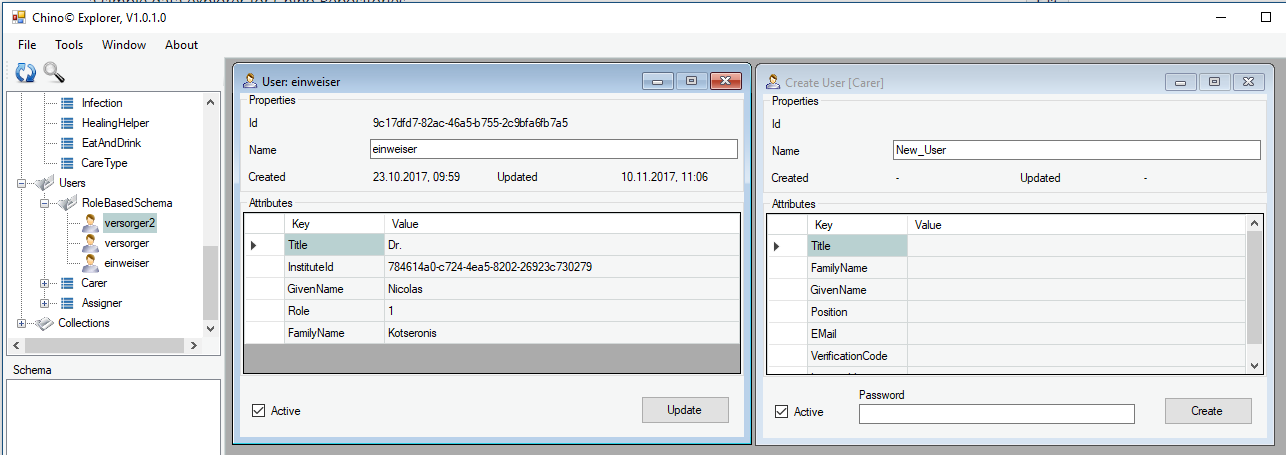 Chino© Explorer, V1.0.1.0
File Tools Window About
Infection
HealingHelper
EatAndDrink
CareType
Users
RoleBasedSchema
versorger2
versorger
einweiser
Carer
Assigner
Collections
Schema
User: einweiser
Properties
Id 9c17dfd7-82ac-46a5-b755-2c9bfa6fb7a5
Name einweiser
Created 23.10.2017, 09:59 Updated 10.11.2017, 11:06
Attributes
Key Value
Title Dr.
InstituteId 784614a0-c724-4ea5-8202-26923c730279
GivenName Nicolas
Role 1
FamilyName Kotseronis
Active Update
Create User [Carer]
Properties
Id
Name New_User
Created - Updated -
Attributes
Key Value
Title
FamilyName
GivenName
Position
EMail
VerificationCode
Password
Active Create